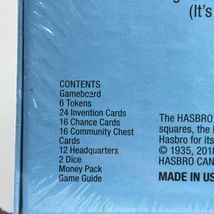 (It's
CONTENTS
Gameboard
6 Tokens
24 Invention Cards
16 Chance Cards
16 Community Chest
Cards
12 Headquarters
2 Dice
Money Pack
Game Guide
The HASBRO,
squares, the
Hasbro for its
© 1935, 2018
HASBRO CAN
MADE IN US